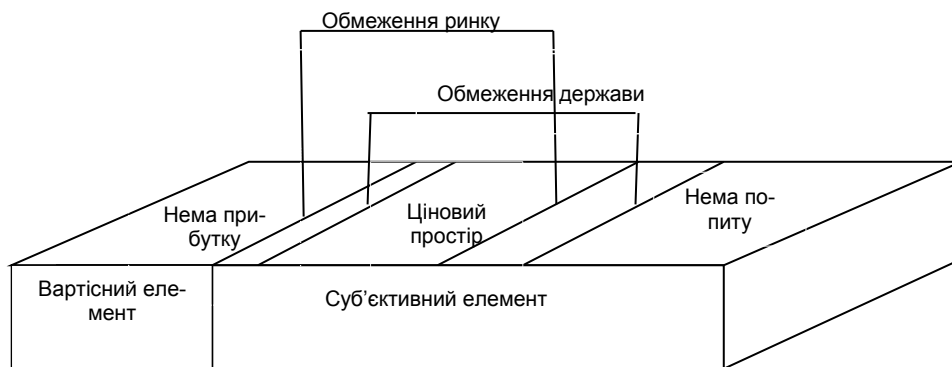 Обмеження ринку
Обмеження держави
Нема при-
бутку
Ціновий
простір
Нема по-
питу
Вартісний еле-
мент
Суб’єктивний елемент